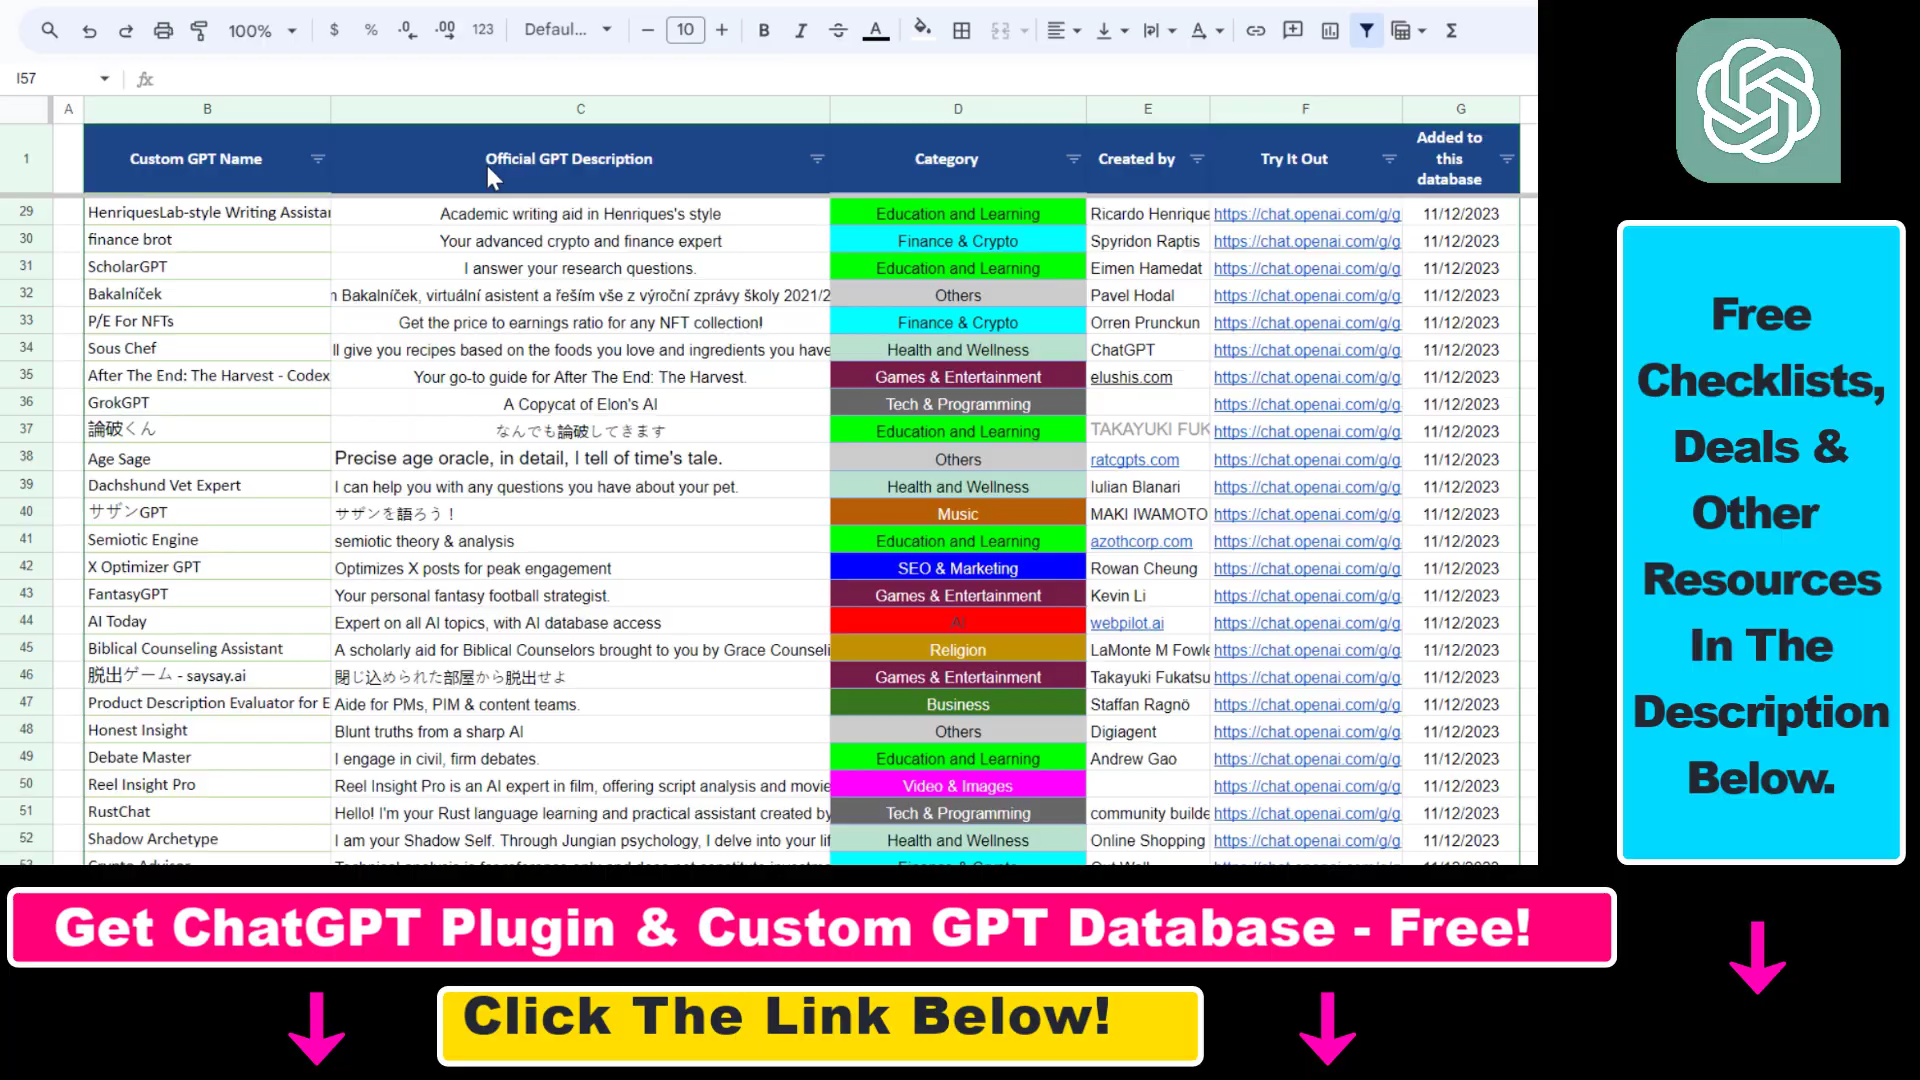 100% $ % .0 .00 123 Defaul... 10 B I A
I57 fx
A B C D E F G
1 Custom GPT Name Official GPT Description Category Created by Try It Out Added to this database
29 HenriquesLab-style Writing Assistar Academic writing aid in Henriques's style Education and Learning Ricardo Henrique https://chat.openai.com/g/g 11/12/2023
30 finance brot Your advanced crypto and finance expert Finance & Crypto Spyridon Raptis https://chat.openai.com/g/g 11/12/2023
31 ScholarGPT I answer your research questions. Education and Learning Eimen Hamedat https://chat.openai.com/g/g 11/12/2023
32 Bakalníček n Bakalníček, virtuální asistent a řeším vše z výroční zprávy školy 2021/2 Others Pavel Hodal https://chat.openai.com/g/g 11/12/2023
33 P/E For NFTs Get the price to earnings ratio for any NFT collection! Finance & Crypto Orren Prunckun https://chat.openai.com/g/g 11/12/2023
34 Sous Chef ll give you recipes based on the foods you love and ingredients you have Health and Wellness ChatGPT https://chat.openai.com/g/g 11/12/2023
35 After The End: The Harvest - Codex Your go-to guide for After The End: The Harvest. Games & Entertainment elushis.com https://chat.openai.com/g/g 11/12/2023
36 GrokGPT A Copycat of Elon's AI Tech & Programming https://chat.openai.com/g/g 11/12/2023
37 論破くん なんでも論破してきます Education and Learning TAKAYUKI FUK https://chat.openai.com/g/g 11/12/2023
38 Age Sage Precise age oracle, in detail, I tell of time's tale. Others ratcgpts.com https://chat.openai.com/g/g 11/12/2023
39 Dachshund Vet Expert I can help you with any questions you have about your pet. Health and Wellness Iulian Blanari https://chat.openai.com/g/g 11/12/2023
40 サザンGPT サザンを語ろう！ Music MAKI IWAMOTO https://chat.openai.com/g/g 11/12/2023
41 Semiotic Engine semiotic theory & analysis Education and Learning azothcorp.com https://chat.openai.com/g/g 11/12/2023
42 X Optimizer GPT Optimizes X posts for peak engagement SEO & Marketing Rowan Cheung https://chat.openai.com/g/g 11/12/2023
43 FantasyGPT Your personal fantasy football strategist. Games & Entertainment Kevin Li https://chat.openai.com/g/g 11/12/2023
44 AI Today Expert on all AI topics, with AI database access AI webpilot.ai https://chat.openai.com/g/g 11/12/2023
45 Biblical Counseling Assistant A scholarly aid for Biblical Counselors brought to you by Grace Counseli Religion LaMonte M Fowle https://chat.openai.com/g/g 11/12/2023
46 脱出ゲーム - saysay.ai 閉じ込められた部屋から脱出せよ Games & Entertainment Takayuki Fukatsu https://chat.openai.com/g/g 11/12/2023
47 Product Description Evaluator for E Aide for PMs, PIM & content teams. Business Staffan Ragnö https://chat.openai.com/g/g 11/12/2023
48 Honest Insight Blunt truths from a sharp AI Others Digiagent https://chat.openai.com/g/g 11/12/2023
49 Debate Master I engage in civil, firm debates. Education and Learning Andrew Gao https://chat.openai.com/g/g 11/12/2023
50 Reel Insight Pro Reel Insight Pro is an AI expert in film, offering script analysis and movie Video & Images https://chat.openai.com/g/g 11/12/2023
51 RustChat Hello! I'm your Rust language learning and practical assistant created by Tech & Programming community builde https://chat.openai.com/g/g 11/12/2023
52 Shadow Archetype I am your Shadow Self. Through Jungian psychology, I delve into your lif Health and Wellness Online Shopping https://chat.openai.com/g/g 11/12/2023
Free
Checklists,
Deals &
Other
Resources
In The
Description
Below.
Get ChatGPT Plugin & Custom GPT Database - Free!
Click The Link Below!